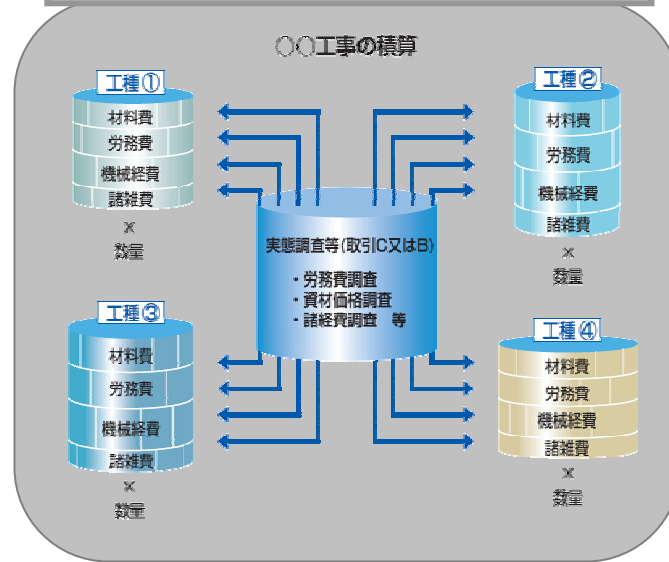 〇〇工事の積算
工種①
材料費
労務費
機械経費
諸雑費
×
数量
工種②
材料費
労務費
機械経費
諸雑費
×
数量
実態調査等(取引C又はB)
・労務費調査
・資材価格調査
・諸経費調査 等
工種③
材料費
労務費
機械経費
諸雑費
×
数量
工種④
材料費
労務費
機械経費
諸雑費
×
数量